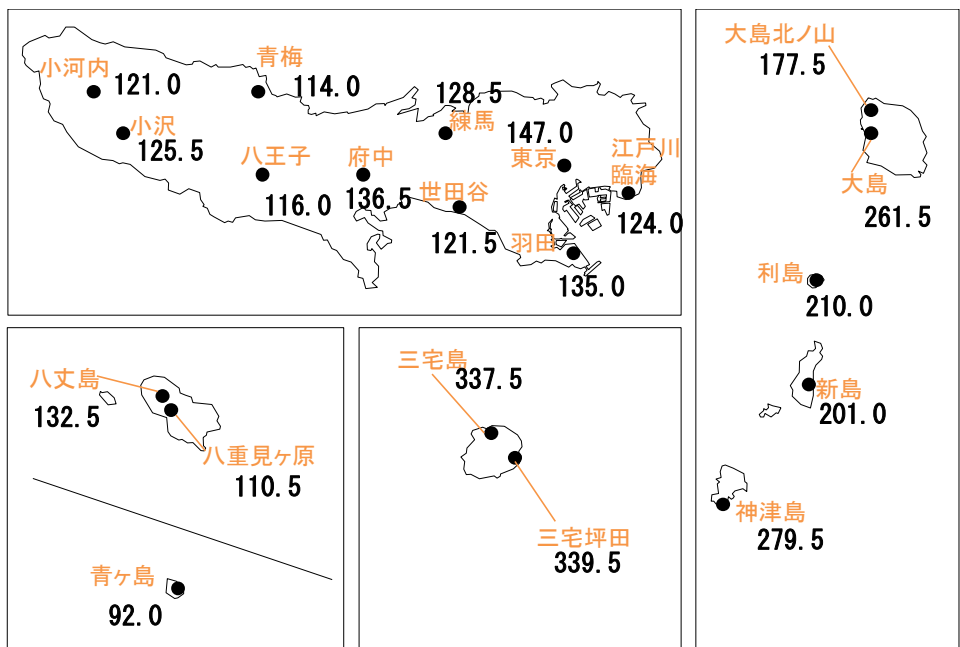 小河内
121.0
青梅
114.0
128.5
練馬
小沢
125.5
147.0
東京
江戸川
臨海
124.0
八王子
116.0
府中
136.5
世田谷
121.5
羽田
135.0
八丈島
132.5
八重見ヶ原
110.5
青ヶ島
92.0
三宅島
337.5
三宅坪田
339.5
大島北ノ山
177.5
大島
261.5
利島
210.0
新島
201.0
神津島
279.5